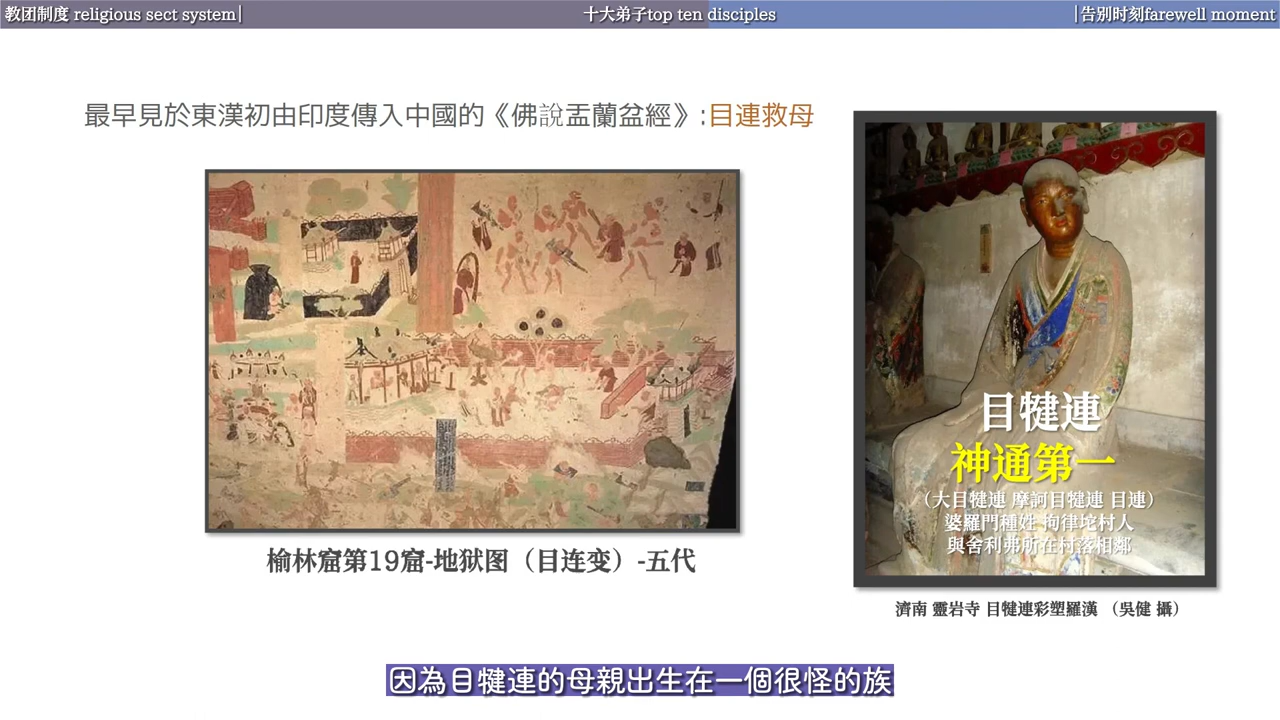 教团制度 religious sect system|
十大弟子top ten disciples
|告别时刻farewell moment
最早見於東漢初由印度傳入中國的《佛說盂蘭盆經》:目連救母
目犍連
神通第一
（大目犍連 摩訶目犍連 目連）
婆羅門種姓 拘律坨村人
與舍利弗所在村落相鄰
榆林窟第19窟-地狱图（目连变）-五代
濟南 靈岩寺 目犍連彩塑羅漢 （吳健 攝）
因為目犍連的母親出生在一個很怪的族